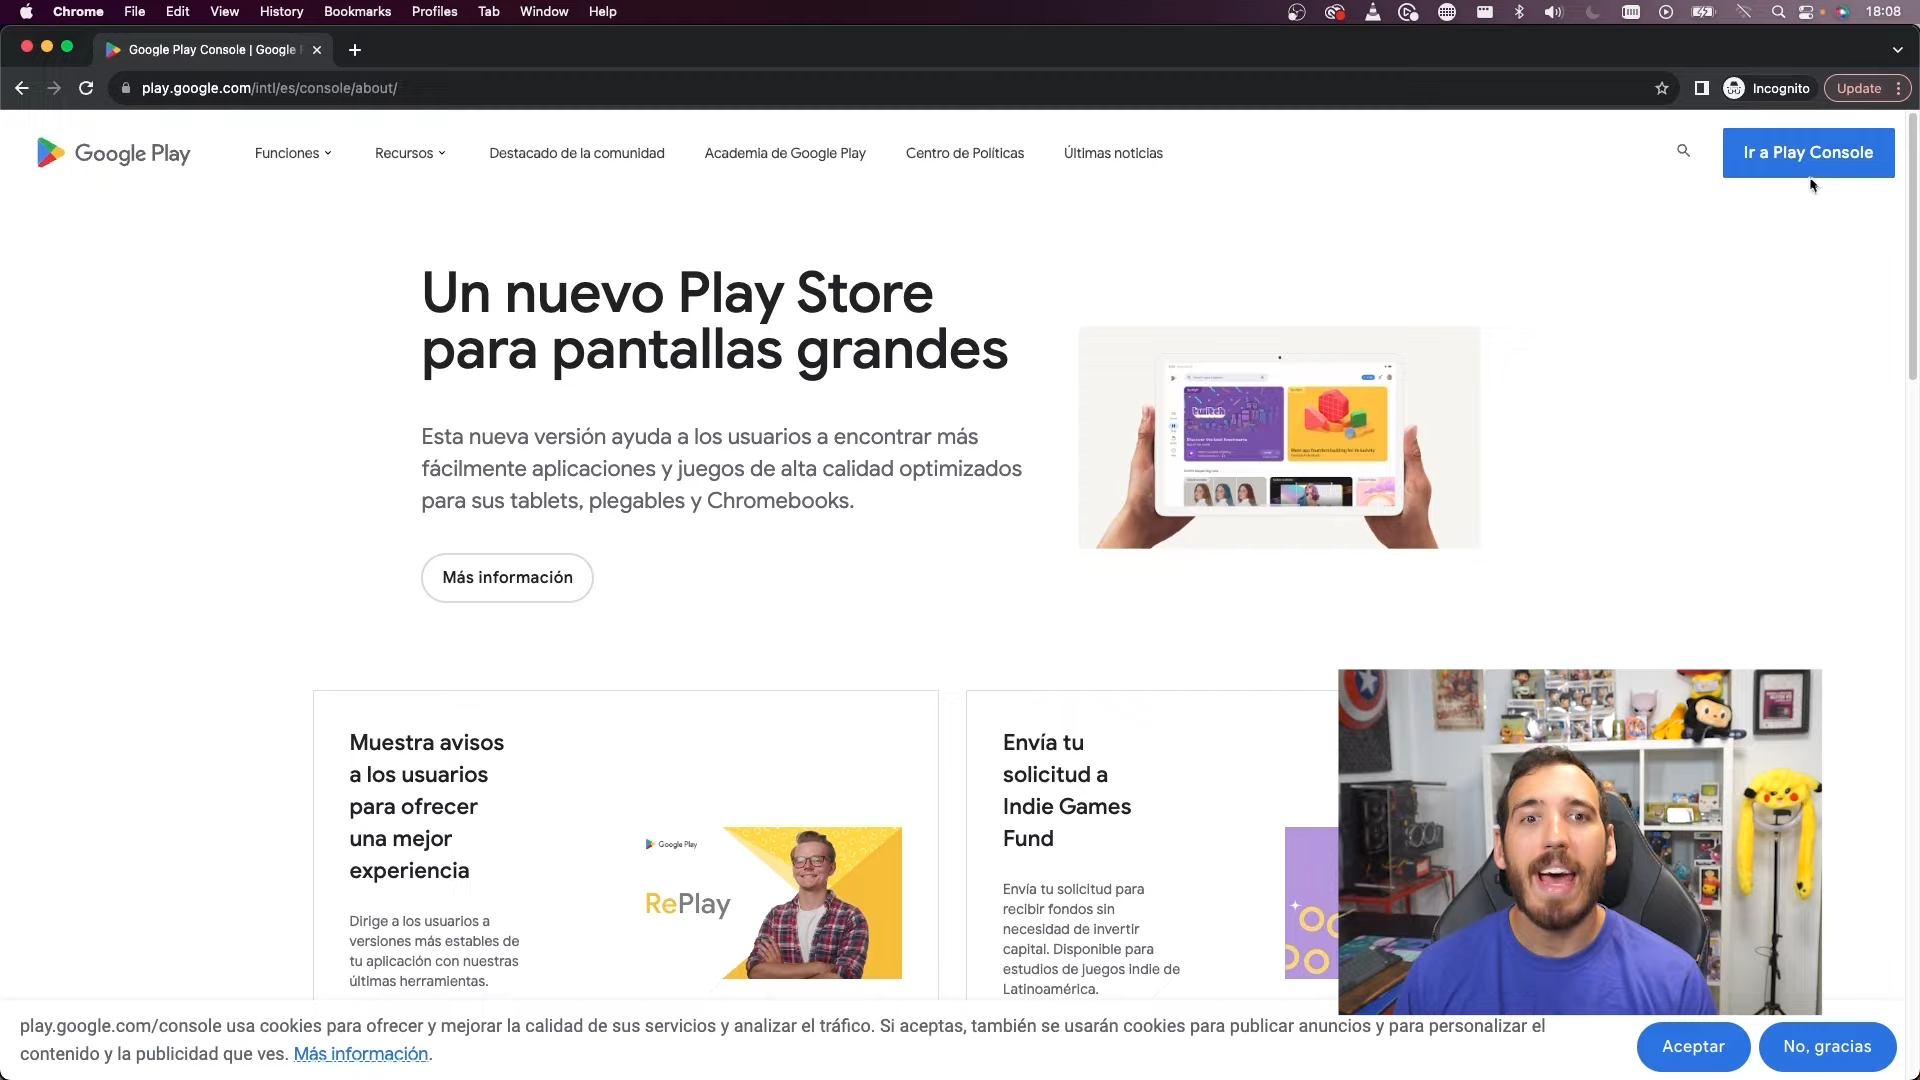 Chrome File Edit View History Bookmarks Profiles Tab Window Help 18:08
Google Play Console | Google
play.google.com/intl/es/console/about/ Incognito Update
Google Play Funciones Recursos Destacado de la comunidad Academia de Google Play Centro de Políticas Últimas noticias Ir a Play Console
Un nuevo Play Store
para pantallas grandes
Esta nueva versión ayuda a los usuarios a encontrar más
fácilmente aplicaciones y juegos de alta calidad optimizados
para sus tablets, plegables y Chromebooks.
twitch
Más información
Muestra avisos
a los usuarios
para ofrecer
una mejor
experiencia
Dirige a los usuarios a
versiones más estables de
tu aplicación con nuestras
últimas herramientas.
Google Play
RePlay
Envía tu
solicitud a
Indie Games
Fund
Envía tu solicitud para
recibir fondos sin
necesidad de invertir
capital. Disponible para
estudios de juegos indie de
Latinoamérica.
play.google.com/console usa cookies para ofrecer y mejorar la calidad de sus servicios y analizar el tráfico. Si aceptas, también se usarán cookies para publicar anuncios y para personalizar el
contenido y la publicidad que ves. Más información.
Aceptar No, gracias